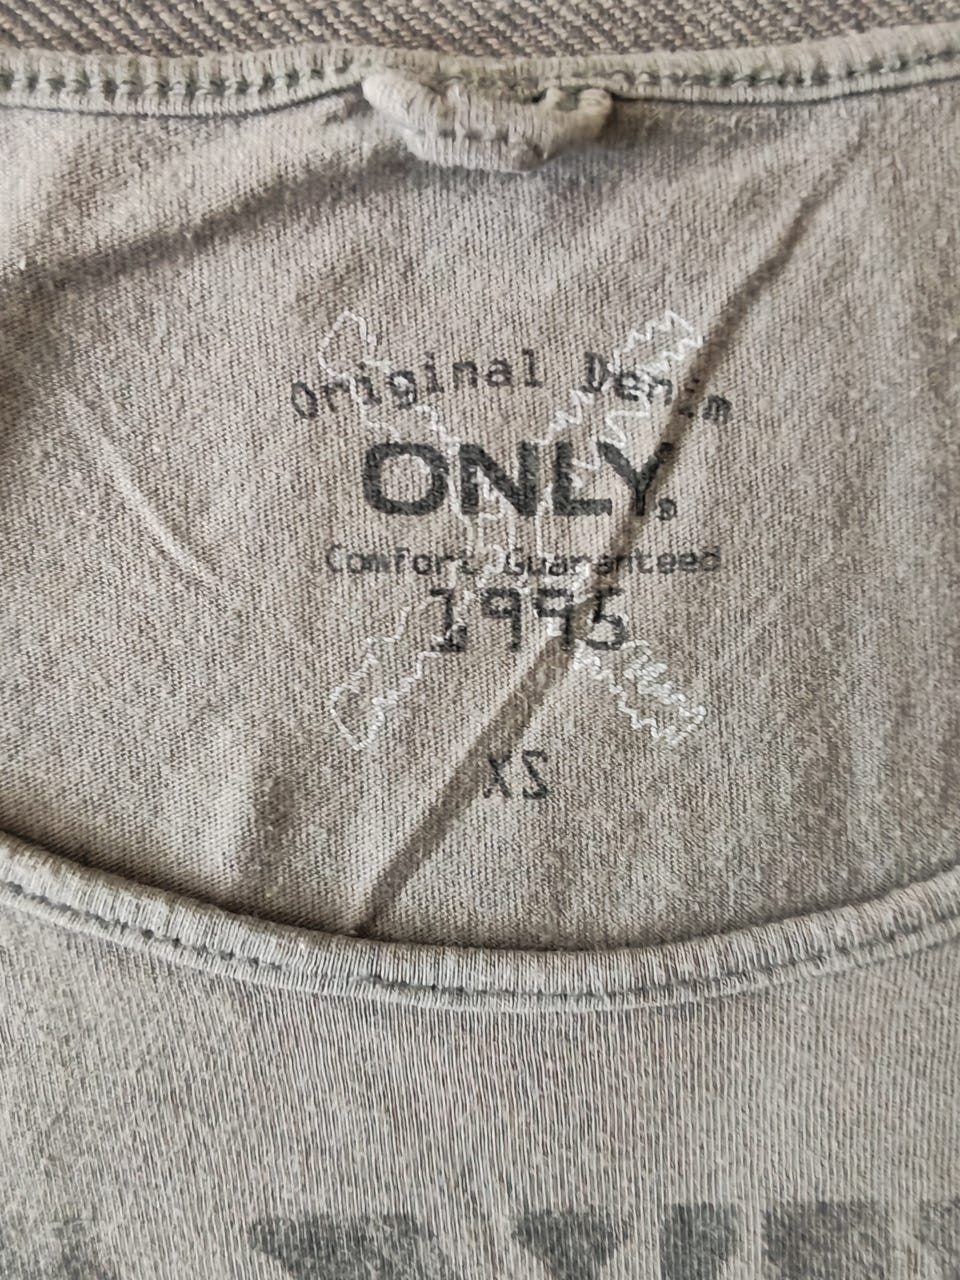 Original Denim
ONLY.
Comfort Guaranteed
1995
XS